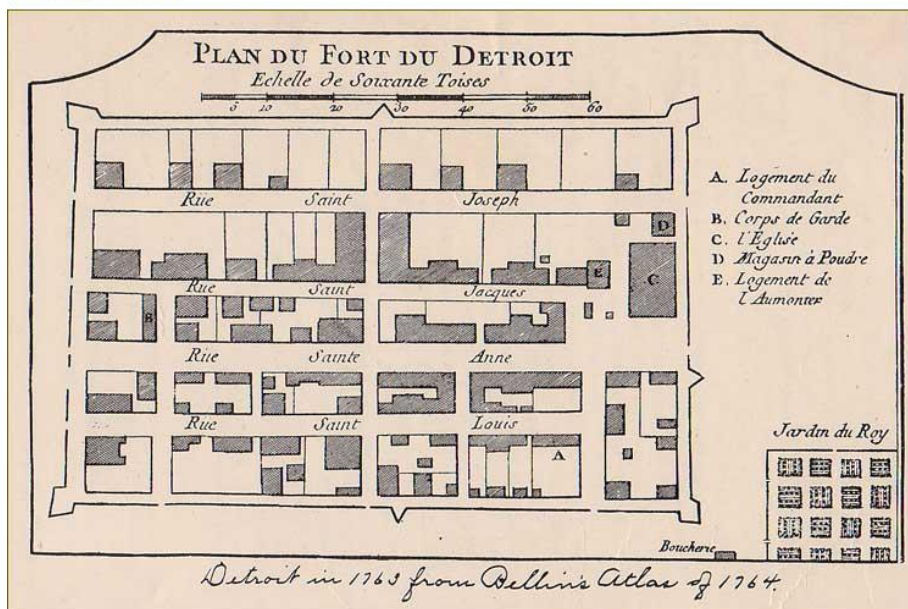 PLAN DU FORT DU DETROIT
Echelle de Soixante Toises
5 10 20 30 40 50 60
Rüe Saint Joseph
Rue Saint Jacques
Rüe Sainte Anne
Rue Saint Louis
A. Logement du
Commandant
B. Corps de Garde
C. l'Eglise
D Magasin à Poudre
E. Logement de
l'Aumonier
D
E
C
B
A
Jardin du Roy
Boucherie
Detroit in 1763 from Bellin's Atlas of 1764.